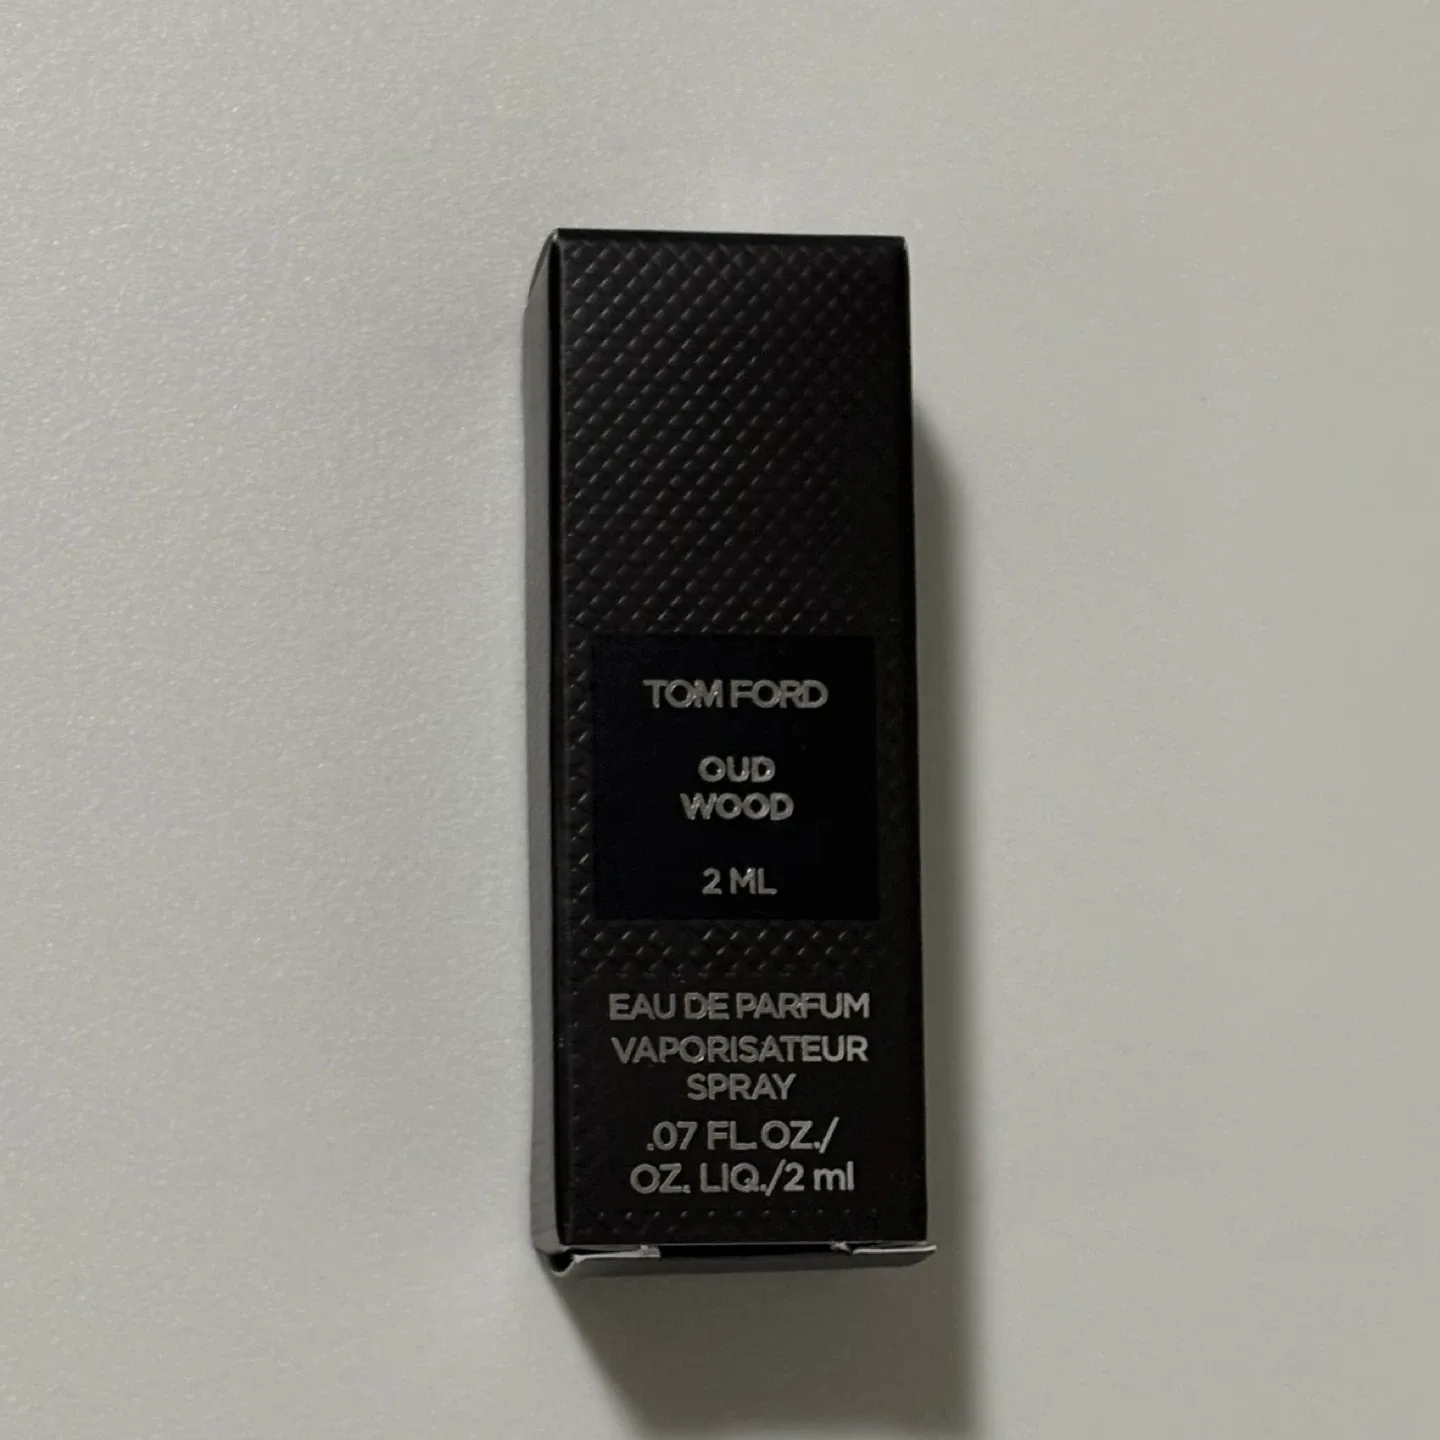 TOM FORD
OUD
WOOD
2 ML
EAU DE PARFUM
VAPORISATEUR
SPRAY
.07 FL.OZ./
OZ. LIQ./2 ml